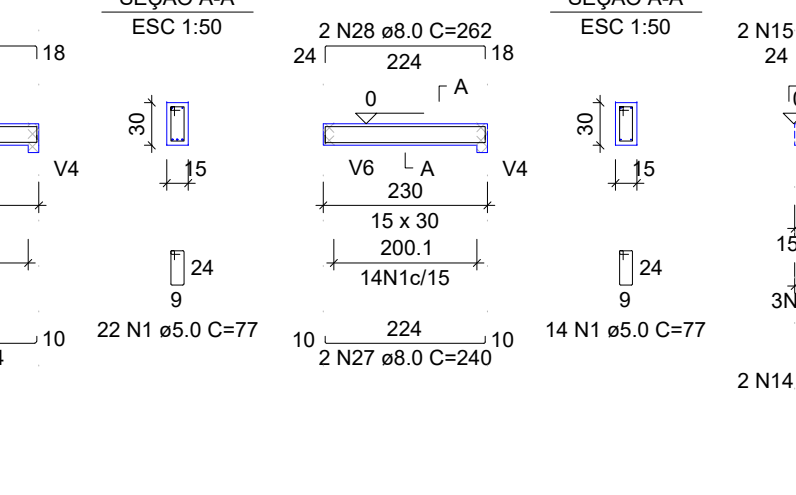 SEÇÃO A-A
ESC 1:50
18
30
15
V4
24
9
22 N1 ø5.0 C=77
10
2 N28 ø8.0 C=262
24
224
18
A
0
V6
A
V4
230
15 x 30
200.1
14N1c/15
10
224
10
2 N27 ø8.0 C=240
SEÇÃO A-A
ESC 1:50
30
15
24
9
14 N1 ø5.0 C=77
2 N15
24
15
3N
2 N14